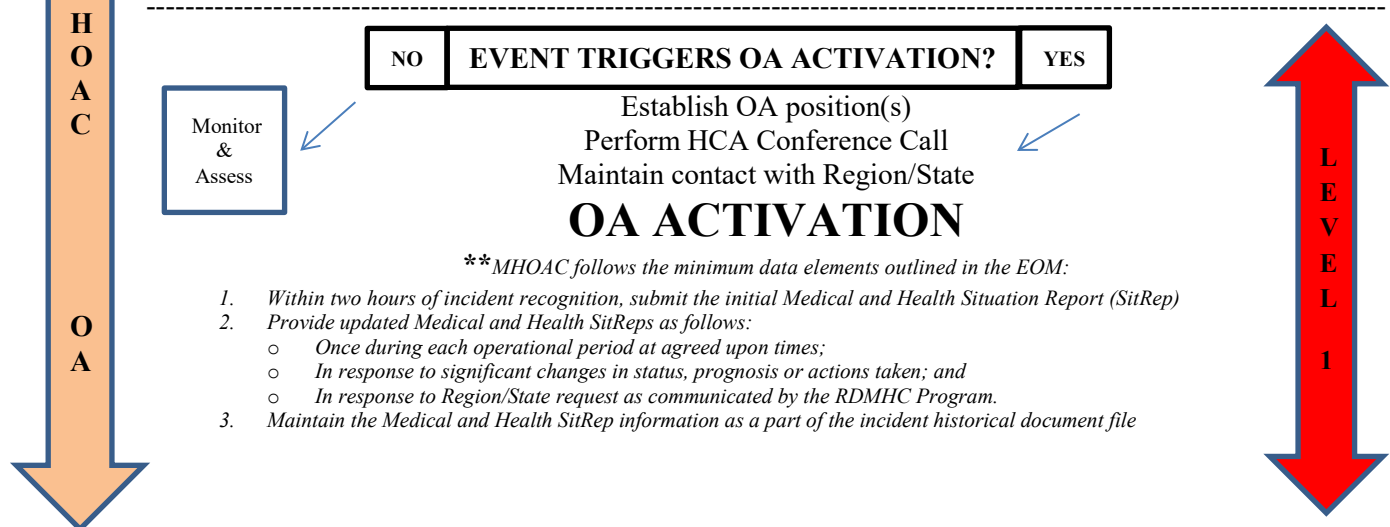 HOAC
NO EVENT TRIGGERS OA ACTIVATION? YES
Monitor
&
Assess
Establish OA position(s)
Perform HCA Conference Call
Maintain contact with Region/State
OA ACTIVATION
**MHOAC follows the minimum data elements outlined in the EOM:
1. Within two hours of incident recognition, submit the initial Medical and Health Situation Report (SitRep)
2. Provide updated Medical and Health SitReps as follows:
o Once during each operational period at agreed upon times;
o In response to significant changes in status, prognosis or actions taken; and
o In response to Region/State request as communicated by the RDMHC Program.
3. Maintain the Medical and Health SitRep information as a part of the incident historical document file
OA
LEVEL 1